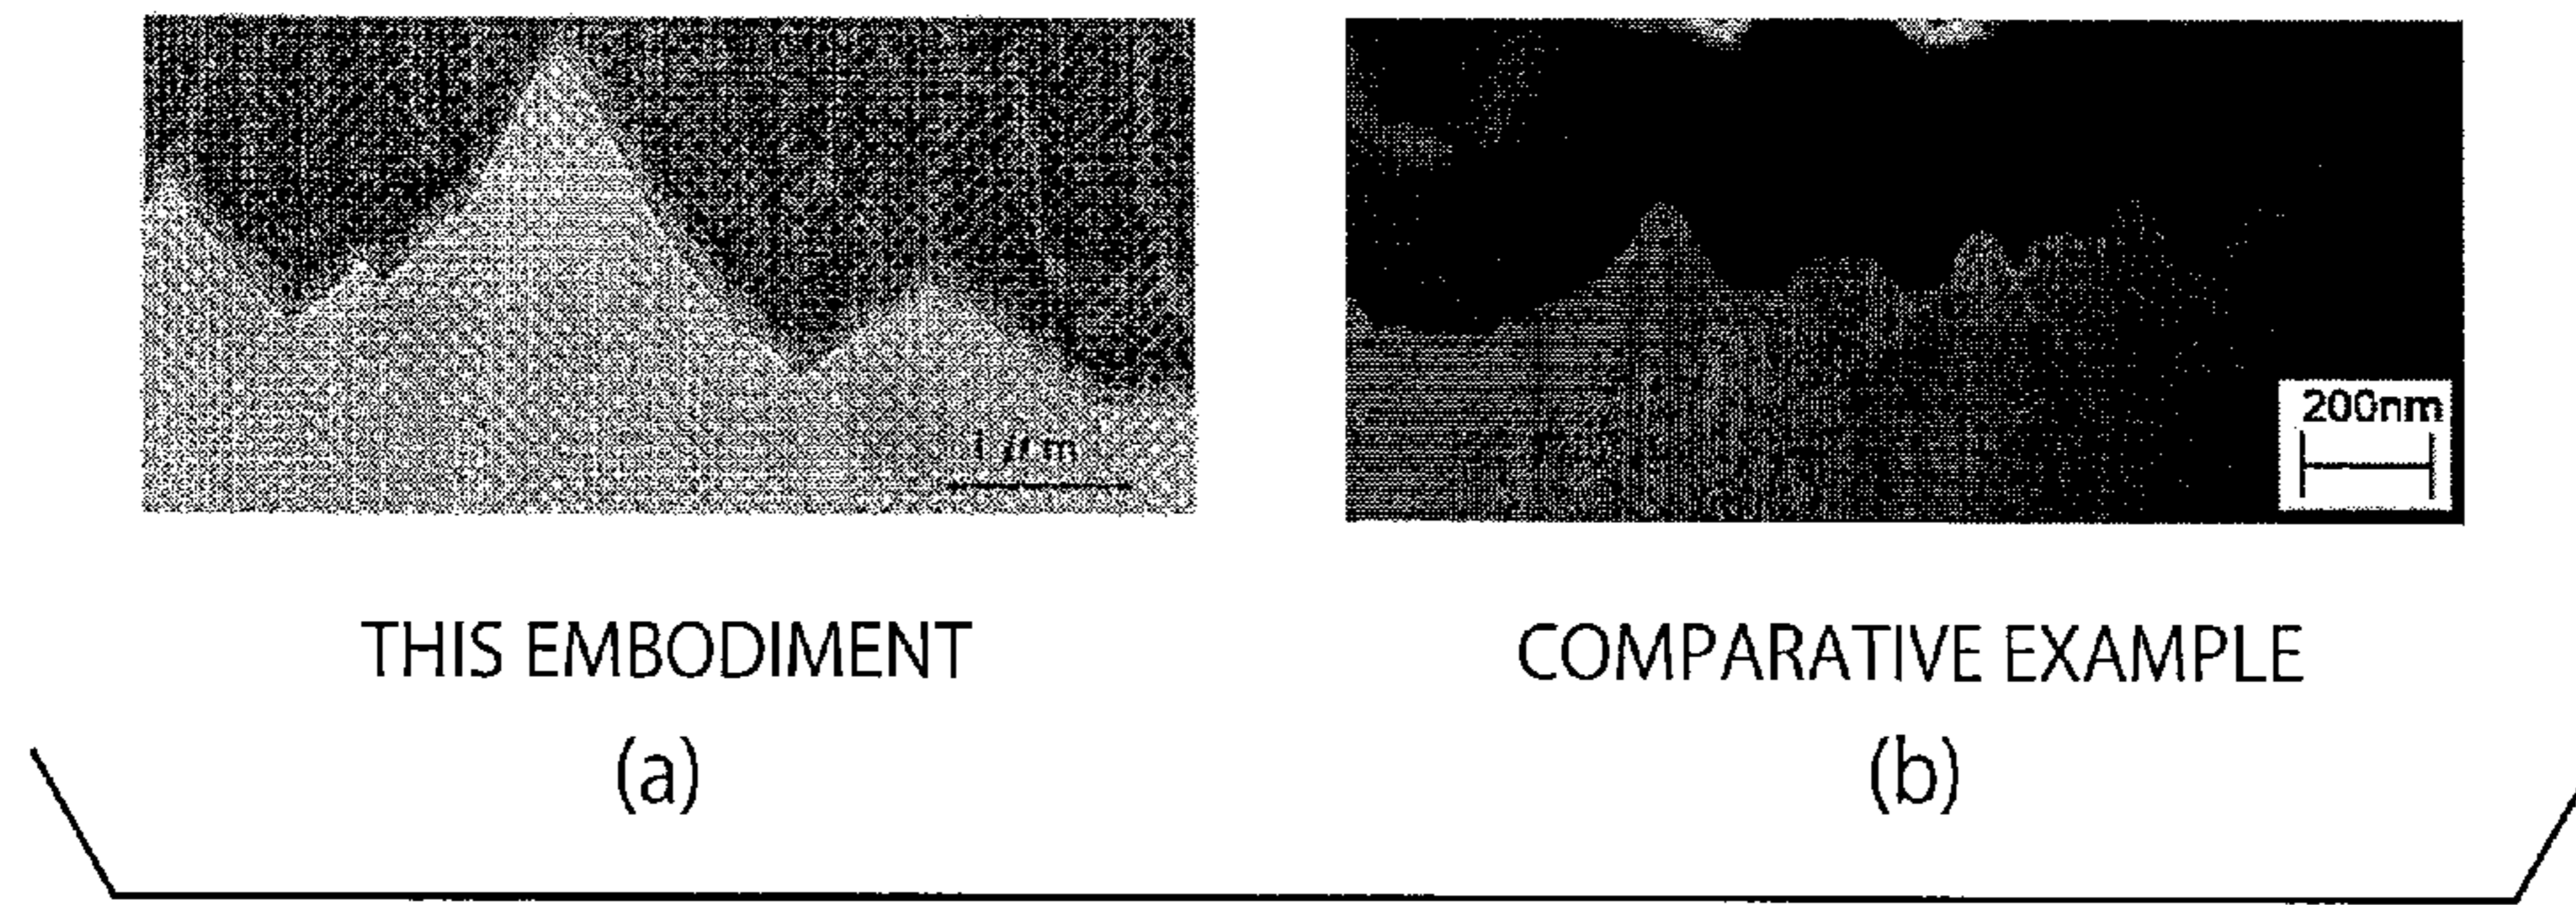 1 μm
200nm
THIS EMBODIMENT
COMPARATIVE EXAMPLE
(a)
(b)